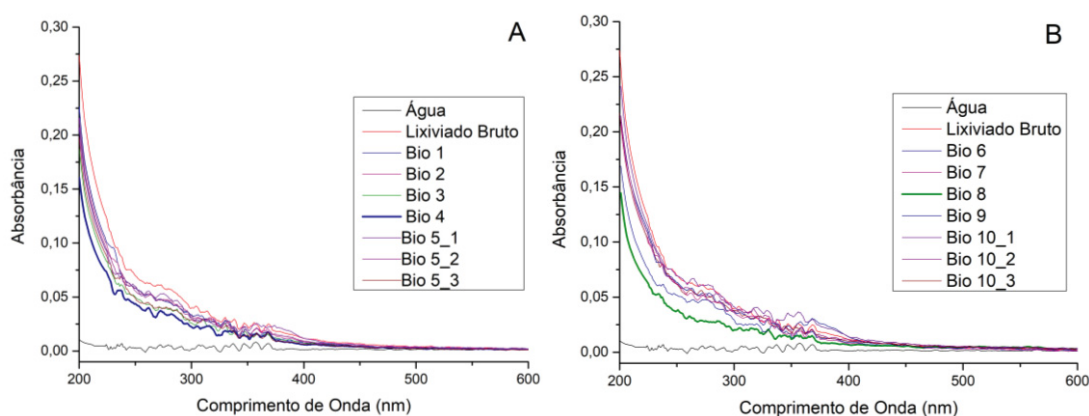 A
0,30
0,25
0,20
0,15
0,10
0,05
0,00
Absorbância
200
300
400
500
600
Comprimento de Onda (nm)
Água
Lixiviado Bruto
Bio 1
Bio 2
Bio 3
Bio 4
Bio 5_1
Bio 5_2
Bio 5_3
B
0,30
0,25
0,20
0,15
0,10
0,05
0,00
Absorbância
200
300
400
500
600
Comprimento de Onda (nm)
Água
Lixiviado Bruto
Bio 6
Bio 7
Bio 8
Bio 9
Bio 10_1
Bio 10_2
Bio 10_3